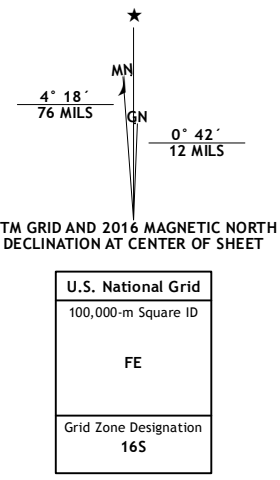 MN
4° 18´
76 MILS
GN
0° 42´
12 MILS
TM GRID AND 2016 MAGNETIC NORTH
DECLINATION AT CENTER OF SHEET
U.S. National Grid
100,000-m Square ID
FE
Grid Zone Designation
16S